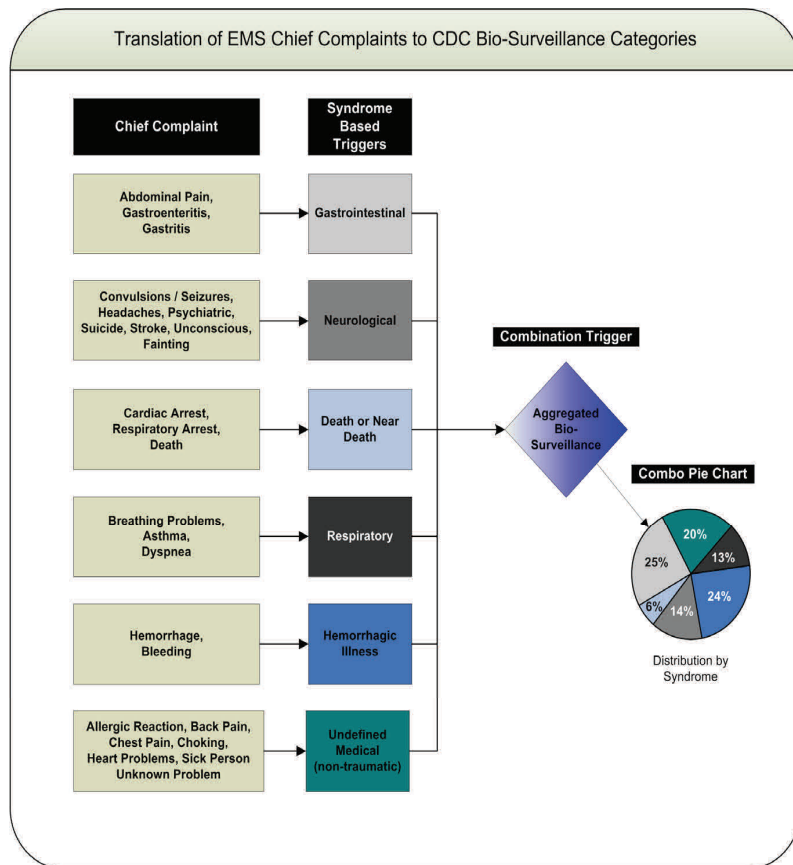 Translation of EMS Chief Complaints to CDC Bio-Surveillance Categories
Chief Complaint
Syndrome
Based
Triggers
Abdominal Pain,
Gastroenteritis,
Gastritis
Gastrointestinal
Convulsions / Seizures,
Headaches, Psychiatric,
Suicide, Stroke, Unconscious,
Fainting
Neurological
Cardiac Arrest,
Respiratory Arrest,
Death
Death or Near
Death
Breathing Problems,
Asthma,
Dyspnea
Respiratory
Hemorrhage,
Bleeding
Hemorrhagic
Illness
Allergic Reaction, Back Pain,
Chest Pain, Choking,
Heart Problems, Sick Person
Unknown Problem
Undefined
Medical
(non-traumatic)
Combination Trigger
Aggregated
Bio-
Surveillance
Combo Pie Chart
20%
13%
25%
24%
6%
14%
Distribution by
Syndrome